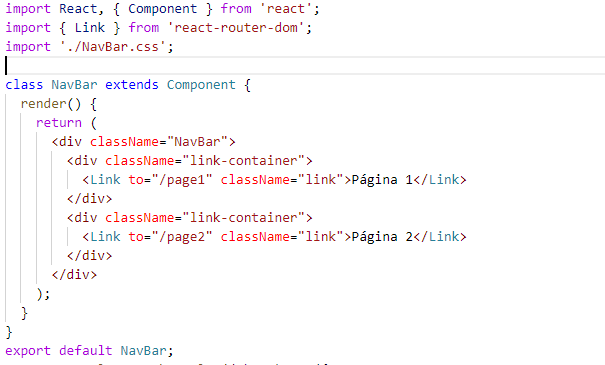 import React, { Component } from 'react';
import { Link } from 'react-router-dom';
import './NavBar.css';
class NavBar extends Component {
render() {
return (
<div className="NavBar">
<div className="link-container">
<Link to="/page1" className="link">Página 1</Link>
</div>
<div className="link-container">
<Link to="/page2" className="link">Página 2</Link>
</div>
</div>
);
}
}
export default NavBar;